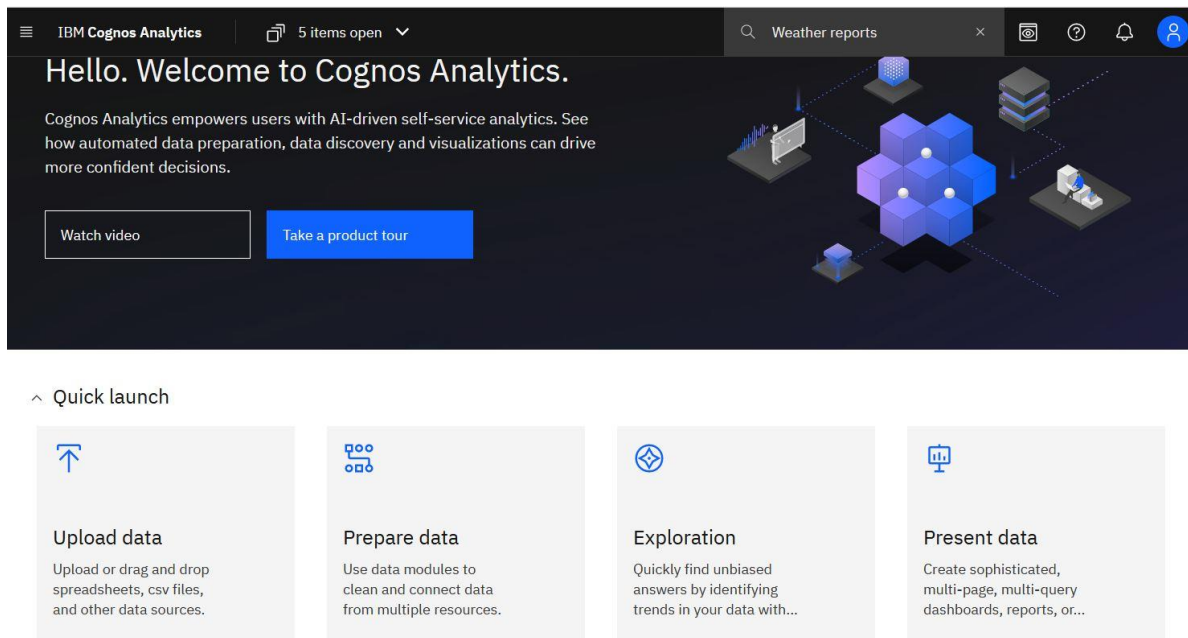 IBM Cognos Analytics
5 items open
Weather reports
Hello. Welcome to Cognos Analytics.
Cognos Analytics empowers users with AI-driven self-service analytics. See
how automated data preparation, data discovery and visualizations can drive
more confident decisions.
Watch video
Take a product tour
Quick launch
Upload data
Upload or drag and drop
spreadsheets, csv files,
and other data sources.
Prepare data
Use data modules to
clean and connect data
from multiple resources.
Exploration
Quickly find unbiased
answers by identifying
trends in your data with...
Present data
Create sophisticated,
multi-page, multi-query
dashboards, reports, or...